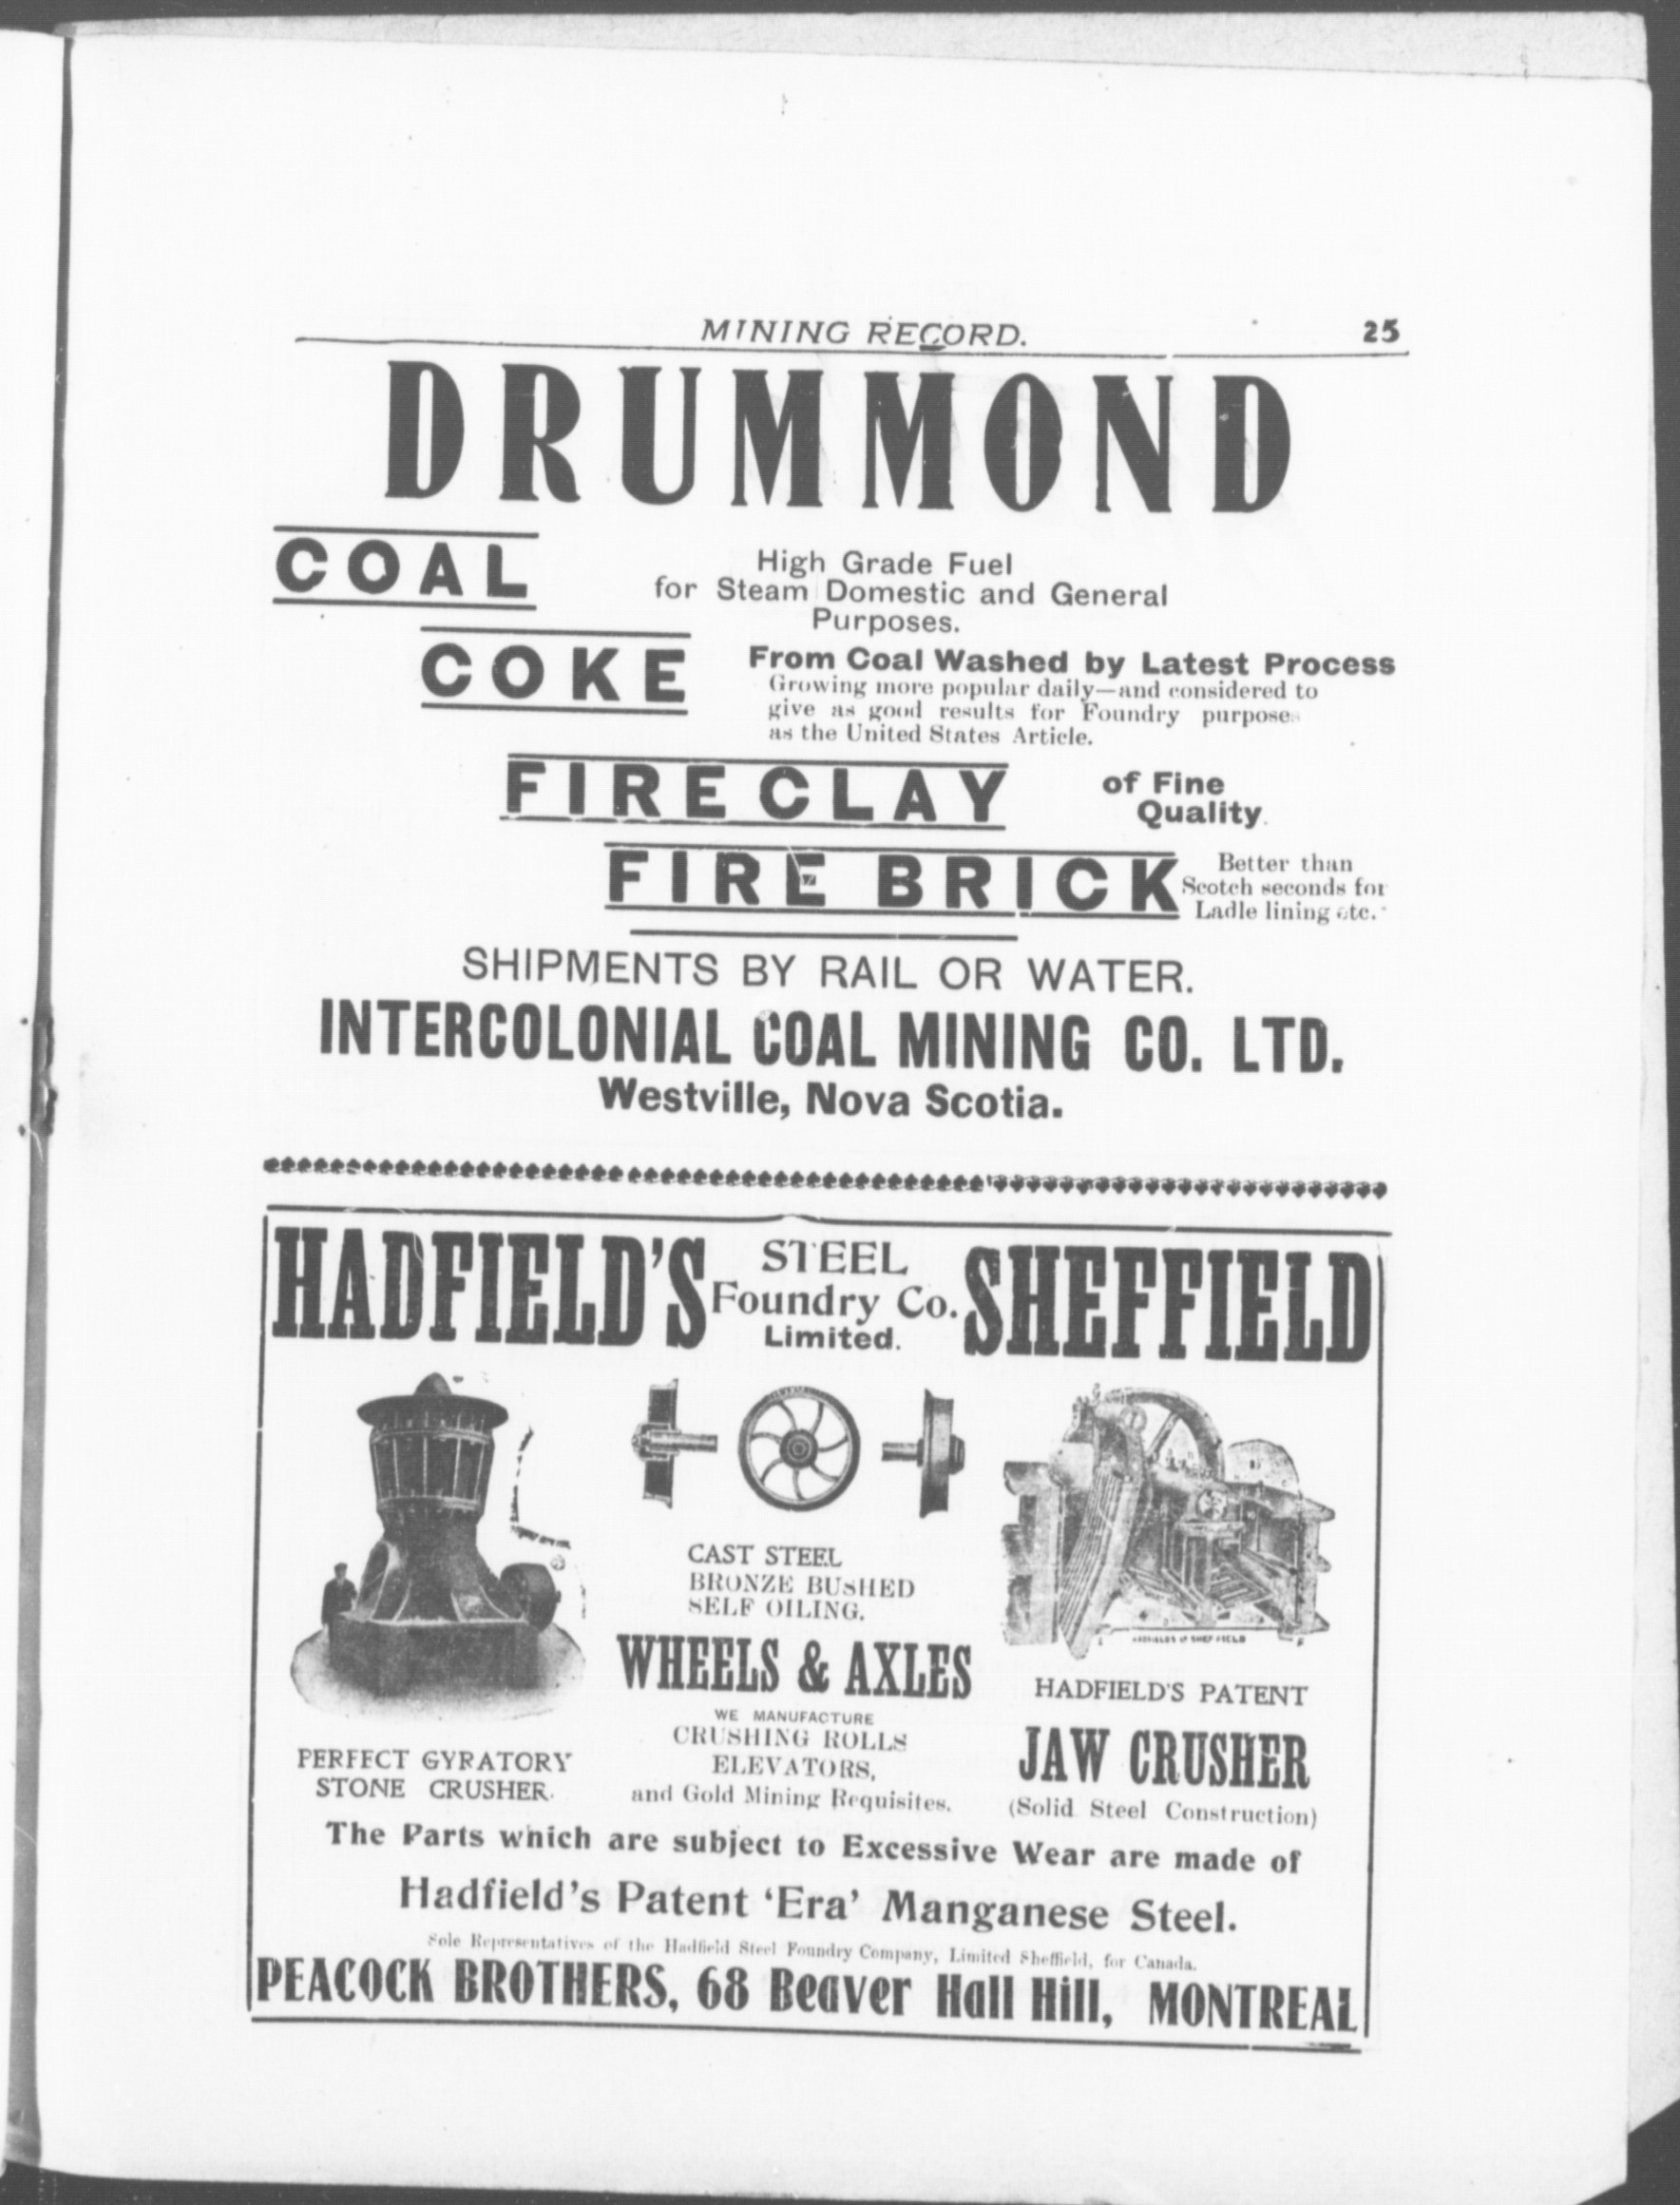 MINING RECORD. 25
DRUMMOND
COAL
High Grade Fuel
for Steam Domestic and General
Purposes.
COKE
From Coal Washed by Latest Process
Growing more popular daily—and considered to
give as good results for Foundry purposes
as the United States Article.
FIRECLAY
of Fine
Quality.
FIRE BRICK
Better than
Scotch seconds for
Ladle lining etc.
SHIPMENTS BY RAIL OR WATER.
INTERCOLONIAL COAL MINING CO. LTD.
Westville, Nova Scotia.
HADFIELD'S STEEL Foundry Co. Limited. SHEFFIELD
PERFECT GYRATORY
STONE CRUSHER.
CAST STEEL
BRONZE BUSHED
SELF OILING.
WHEELS & AXLES
WE MANUFACTURE
CRUSHING ROLLS
ELEVATORS,
and Gold Mining Requisites.
HADFIELDS LD SHEFFIELD
HADFIELD'S PATENT
JAW CRUSHER
(Solid Steel Construction)
The Parts which are subject to Excessive Wear are made of
Hadfield's Patent 'Era' Manganese Steel.
Sole Representatives of the Hadfield Steel Foundry Company, Limited Sheffield, for Canada.
PEACOCK BROTHERS, 68 Beaver Hall Hill, MONTREAL